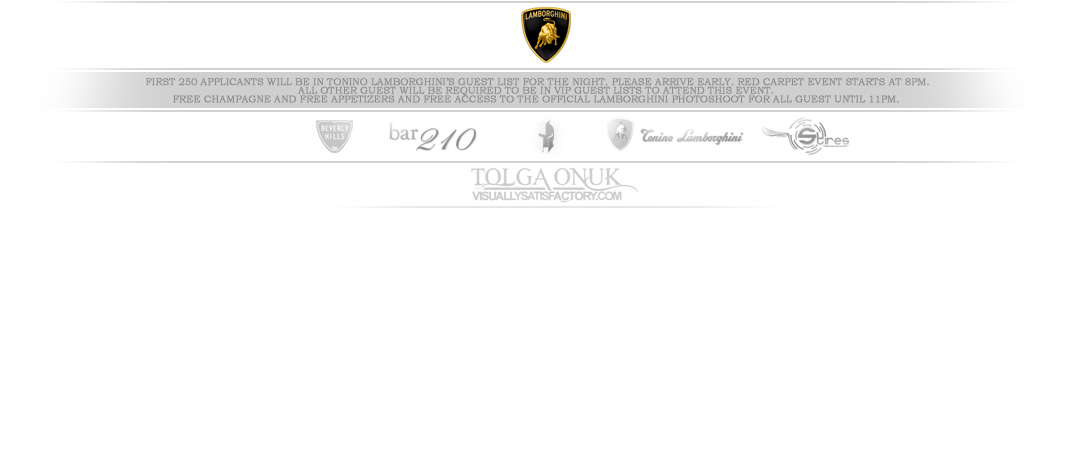 LAMBORGHINI
FIRST 250 APPLICANTS WILL BE IN TONINO LAMBORGHINI'S GUEST LIST FOR THE NIGHT. PLEASE ARRIVE EARLY. RED CARPET EVENT STARTS AT 8PM.
ALL OTHER GUEST WILL BE REQUIRED TO BE IN VIP GUEST LISTS TO ATTEND THIS EVENT.
FREE CHAMPAGNE AND FREE APPETIZERS AND FREE ACCESS TO THE OFFICIAL LAMBORGHINI PHOTOSHOOT FOR ALL GUEST UNTIL 11PM.
BEVERLY HILLS
bar210
Tonino Lamborghini
Stires
TOLGA ONUK
VISUALLYSATISFACTORY.COM